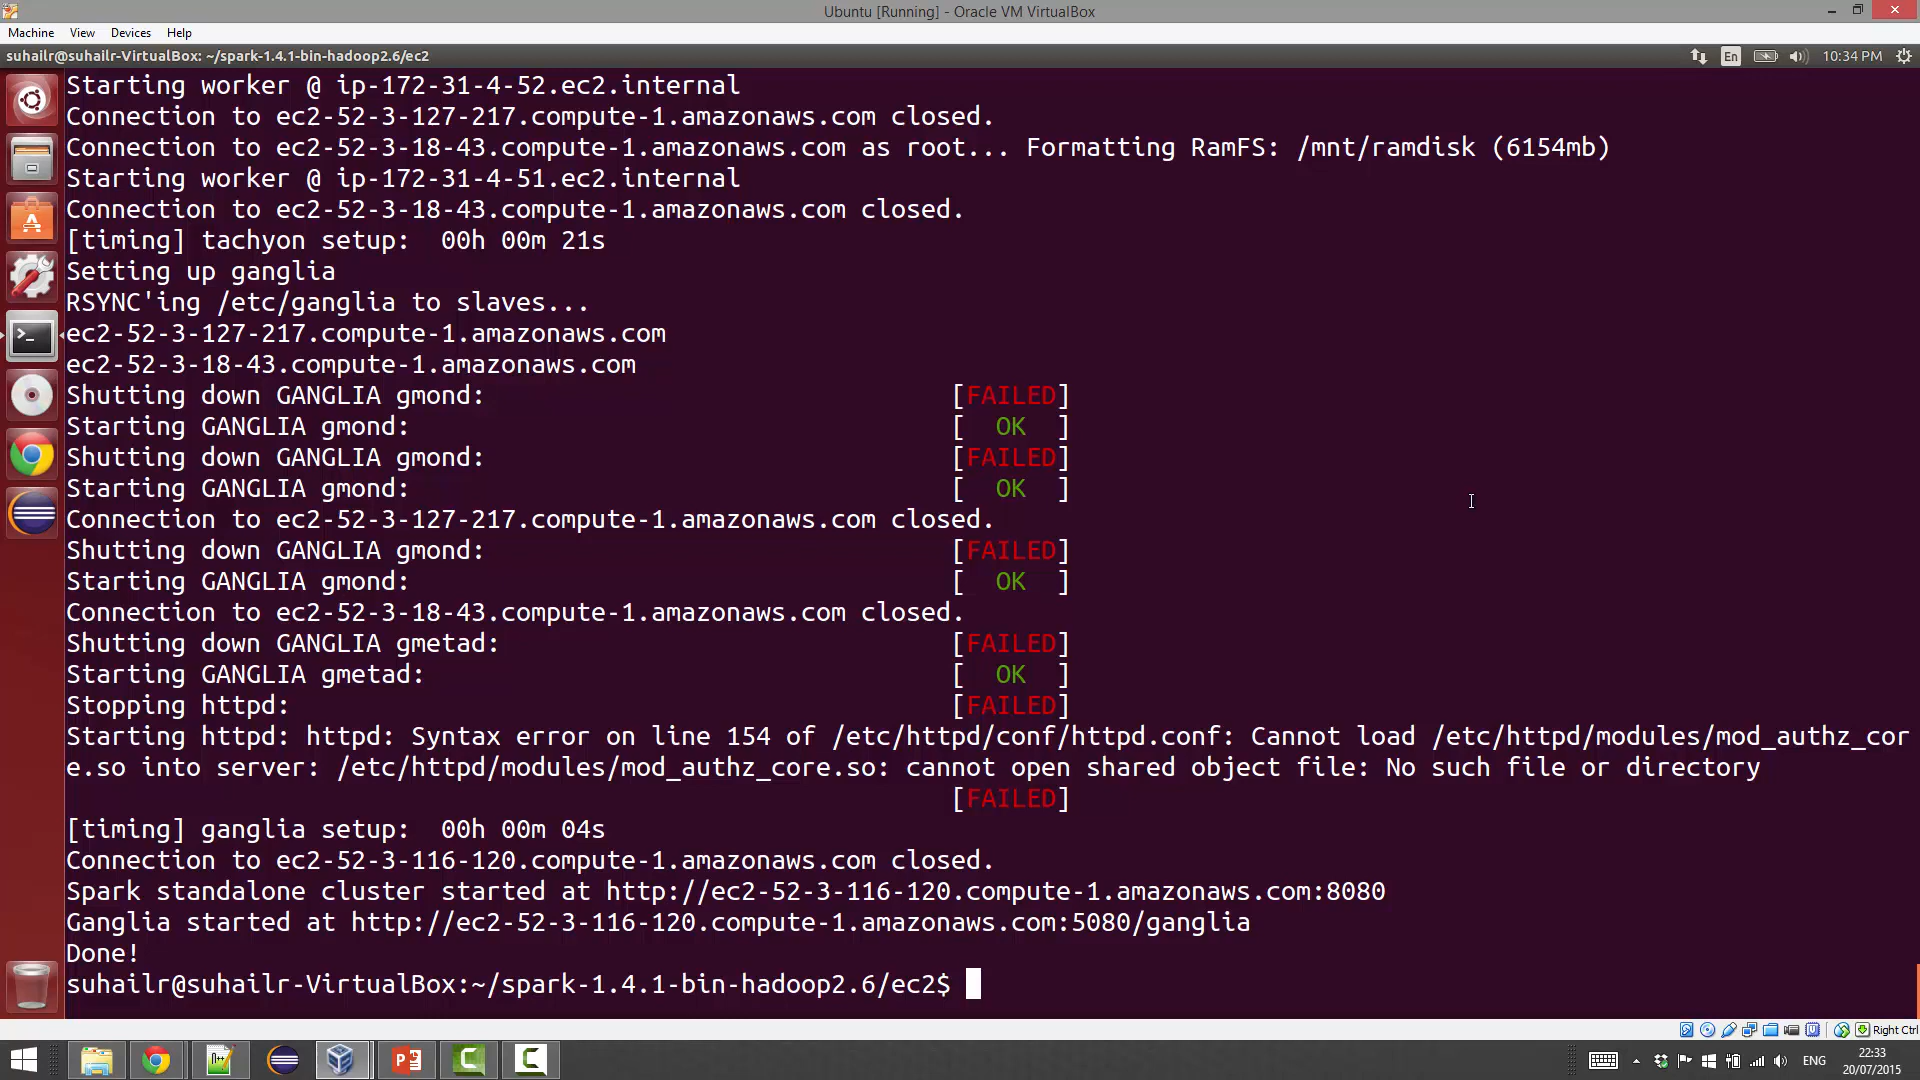 Ubuntu [Running] - Oracle VM VirtualBox
Machine View Devices Help
suhailr@suhailr-VirtualBox: ~/spark-1.4.1-bin-hadoop2.6/ec2 En 10:34 PM
Starting worker @ ip-172-31-4-52.ec2.internal
Connection to ec2-52-3-127-217.compute-1.amazonaws.com closed.
Connection to ec2-52-3-18-43.compute-1.amazonaws.com as root... Formatting RamFS: /mnt/ramdisk (6154mb)
Starting worker @ ip-172-31-4-51.ec2.internal
Connection to ec2-52-3-18-43.compute-1.amazonaws.com closed.
[timing] tachyon setup:  00h 00m 21s
Setting up ganglia
RSYNC'ing /etc/ganglia to slaves...
ec2-52-3-127-217.compute-1.amazonaws.com
ec2-52-3-18-43.compute-1.amazonaws.com
Shutting down GANGLIA gmond: [FAILED]
Starting GANGLIA gmond: [  OK  ]
Shutting down GANGLIA gmond: [FAILED]
Starting GANGLIA gmond: [  OK  ]
Connection to ec2-52-3-127-217.compute-1.amazonaws.com closed.
Shutting down GANGLIA gmond: [FAILED]
Starting GANGLIA gmond: [  OK  ]
Connection to ec2-52-3-18-43.compute-1.amazonaws.com closed.
Shutting down GANGLIA gmetad: [FAILED]
Starting GANGLIA gmetad: [  OK  ]
Stopping httpd: [FAILED]
Starting httpd: httpd: Syntax error on line 154 of /etc/httpd/conf/httpd.conf: Cannot load /etc/httpd/modules/mod_authz_cor
e.so into server: /etc/httpd/modules/mod_authz_core.so: cannot open shared object file: No such file or directory
[FAILED]
[timing] ganglia setup:  00h 00m 04s
Connection to ec2-52-3-116-120.compute-1.amazonaws.com closed.
Spark standalone cluster started at http://ec2-52-3-116-120.compute-1.amazonaws.com:8080
Ganglia started at http://ec2-52-3-116-120.compute-1.amazonaws.com:5080/ganglia
Done!
suhailr@suhailr-VirtualBox:~/spark-1.4.1-bin-hadoop2.6/ec2$
Right Ctrl
ENG
22:33
20/07/2015